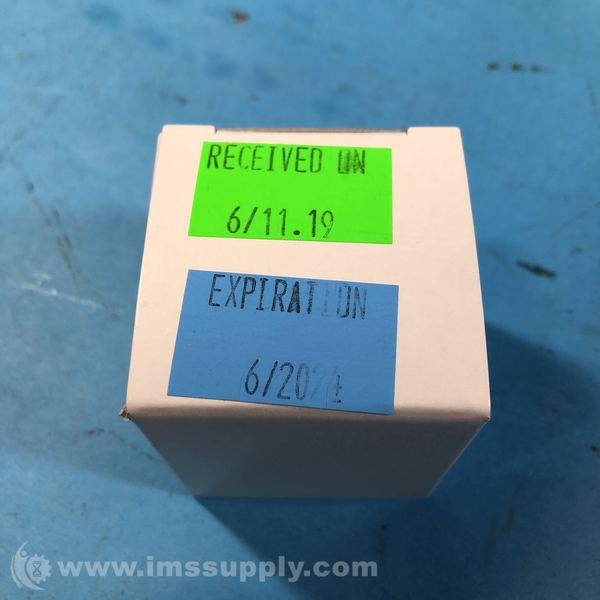 RECEIVED ON
6/11.19
EXPIRATION
6/2024
www.imssupply.com